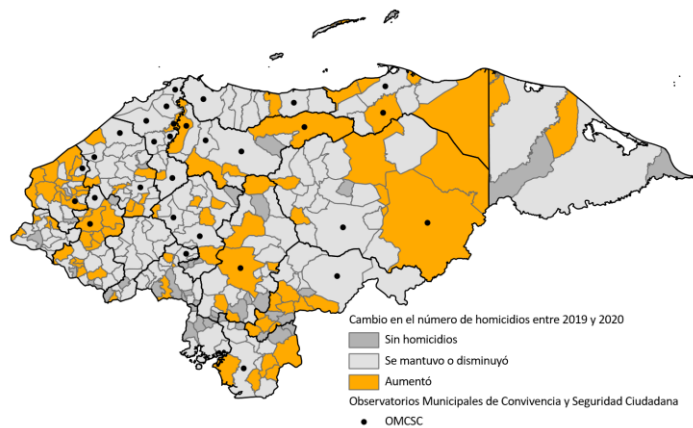 Cambio en el número de homicidios entre 2019 y 2020
Sin homicidios
Se mantuvo o disminuyó
Aumentó
Observatorios Municipales de Convivencia y Seguridad Ciudadana
OMCSC